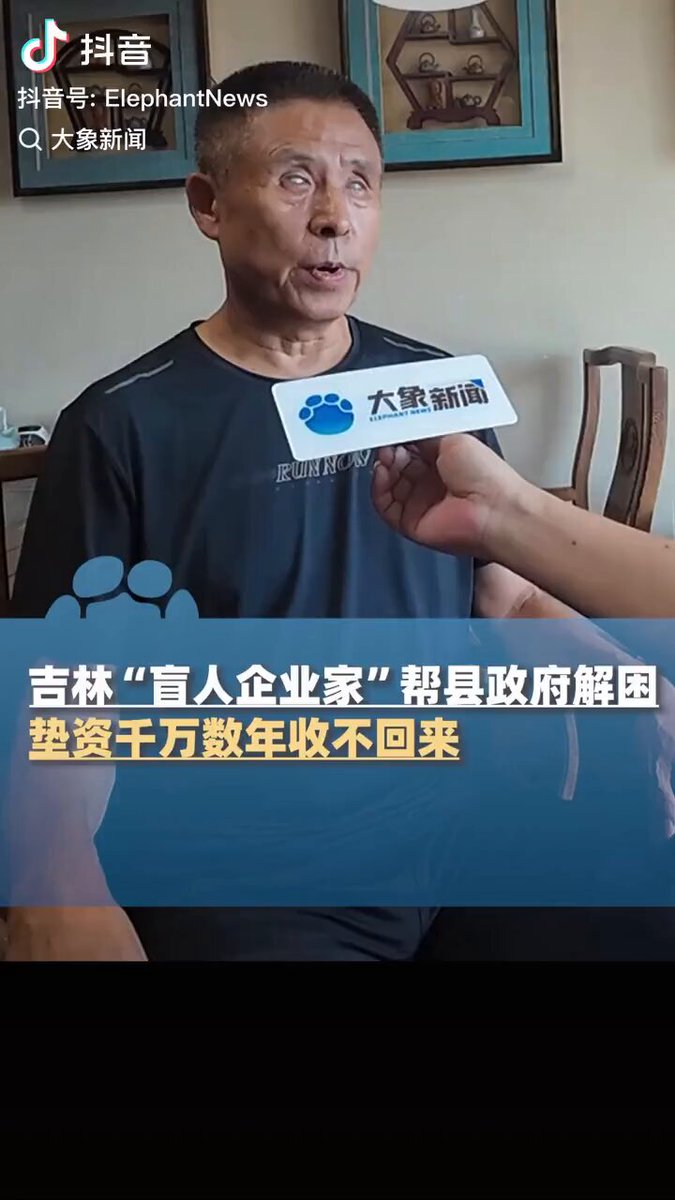 抖音
抖音号: ElephantNews
大象新闻
大象新闻
ELEPHANT NEWS
RUNNOW
吉林“盲人企业家”帮县政府解困
垫资千万数年收不回来